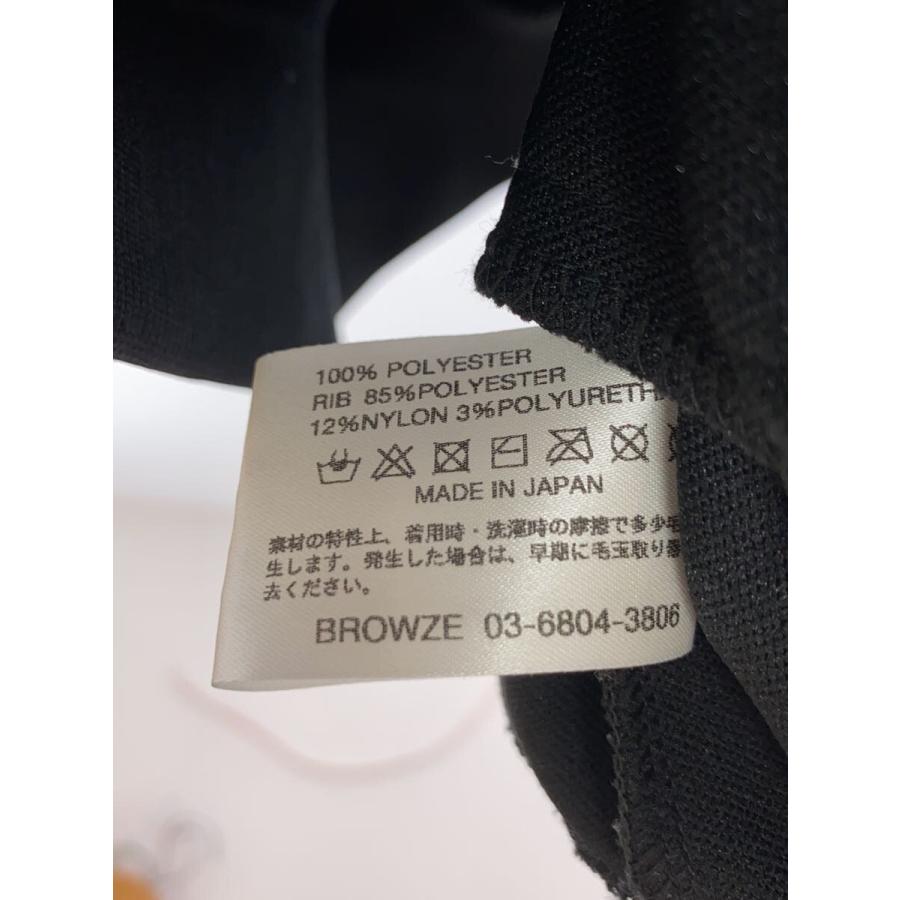 100% POLYESTER
RIB 85%POLYESTER
12%NYLON 3%POLYURETH
MADE IN JAPAN
素材の特性上、着用時・洗濯時の摩擦で多少毛
生します。発生した場合は、早期に毛玉取り器
去ください。
BROWZE 03-6804-3806